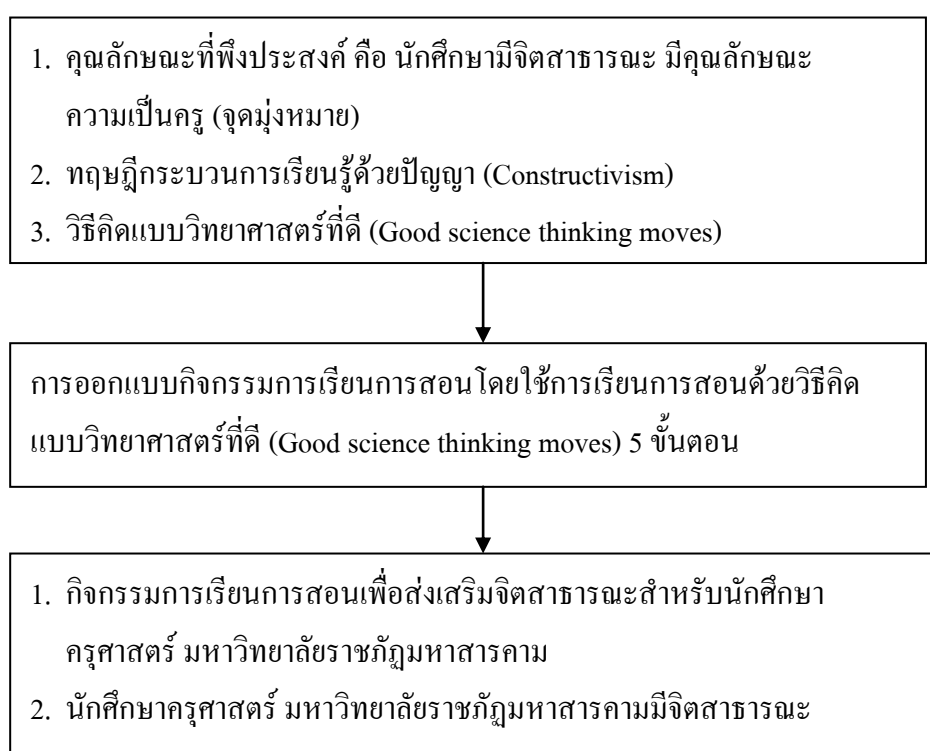 1. คุณลักษณะที่พึงประสงค์ คือ นักศึกษามีจิตสาธารณะ มีคุณลักษณะ
ความเป็นครู (จุดมุ่งหมาย)
2. ทฤษฎีกระบวนการเรียนรู้ด้วยปัญญา (Constructivism)
3. วิธีคิดแบบวิทยาศาสตร์ที่ดี (Good science thinking moves)
การออกแบบกิจกรรมการเรียนการสอนโดยใช้การเรียนการสอนด้วยวิธีคิด
แบบวิทยาศาสตร์ที่ดี (Good science thinking moves) 5 ขั้นตอน
1. กิจกรรมการเรียนการสอนเพื่อส่งเสริมจิตสาธารณะสำหรับนักศึกษา
ครุศาสตร์ มหาวิทยาลัยราชภัฏมหาสารคาม
2. นักศึกษาครุศาสตร์ มหาวิทยาลัยราชภัฏมหาสารคามมีจิตสาธารณะ